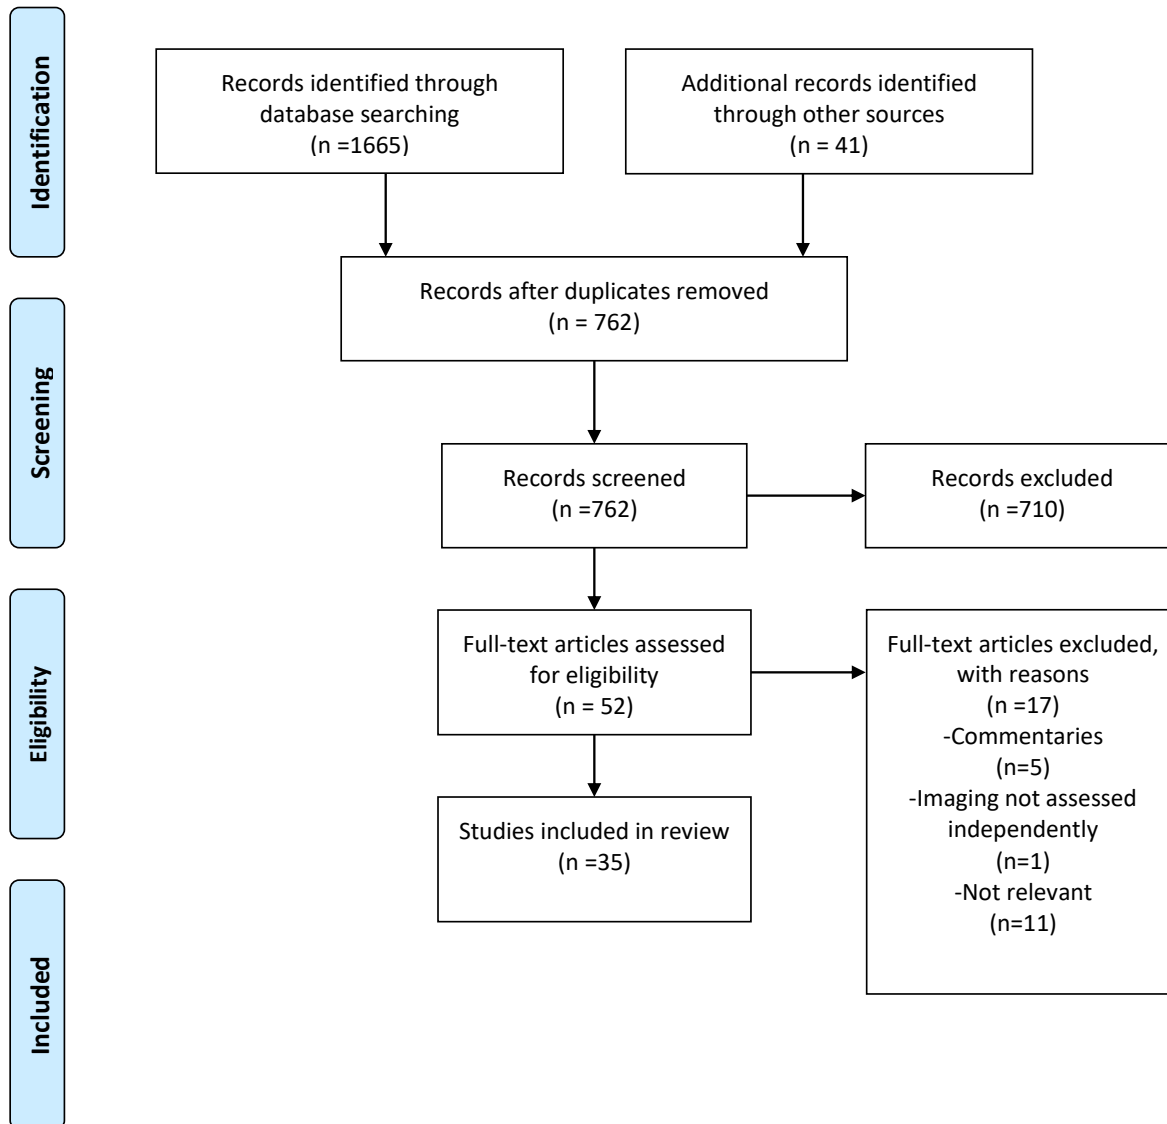 Identification
Records identified through
database searching
(n =1665)
Additional records identified
through other sources
(n = 41)
Records after duplicates removed
(n = 762)
Screening
Records screened
(n =762)
Records excluded
(n =710)
Eligibility
Full-text articles assessed
for eligibility
(n = 52)
Full-text articles excluded,
with reasons
(n =17)
-Commentaries
(n=5)
-Imaging not assessed
independently
(n=1)
-Not relevant
(n=11)
Studies included in review
(n =35)
Included